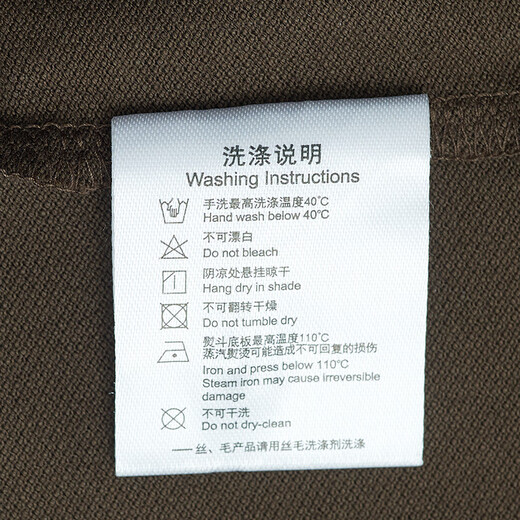 洗涤说明
Washing Instructions
手洗最高洗涤温度40℃
Hand wash below 40℃
不可漂白
Do not bleach
阴凉处悬挂晾干
Hang dry in shade
不可翻转干燥
Do not tumble dry
熨斗底板最高温度110℃
蒸汽熨烫可能造成不可回复的损伤
Iron and press below 110℃
Steam iron may cause irreversible
damage
不可干洗
Do not dry-clean
—丝、毛产品请用丝毛洗涤剂洗涤